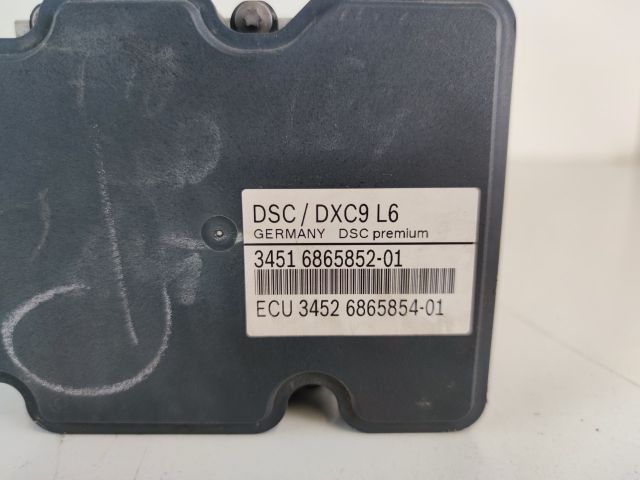 DSC / DXC9 L6
GERMANY DSC premium
3451 6865852-01
ECU 3452 6865854-01